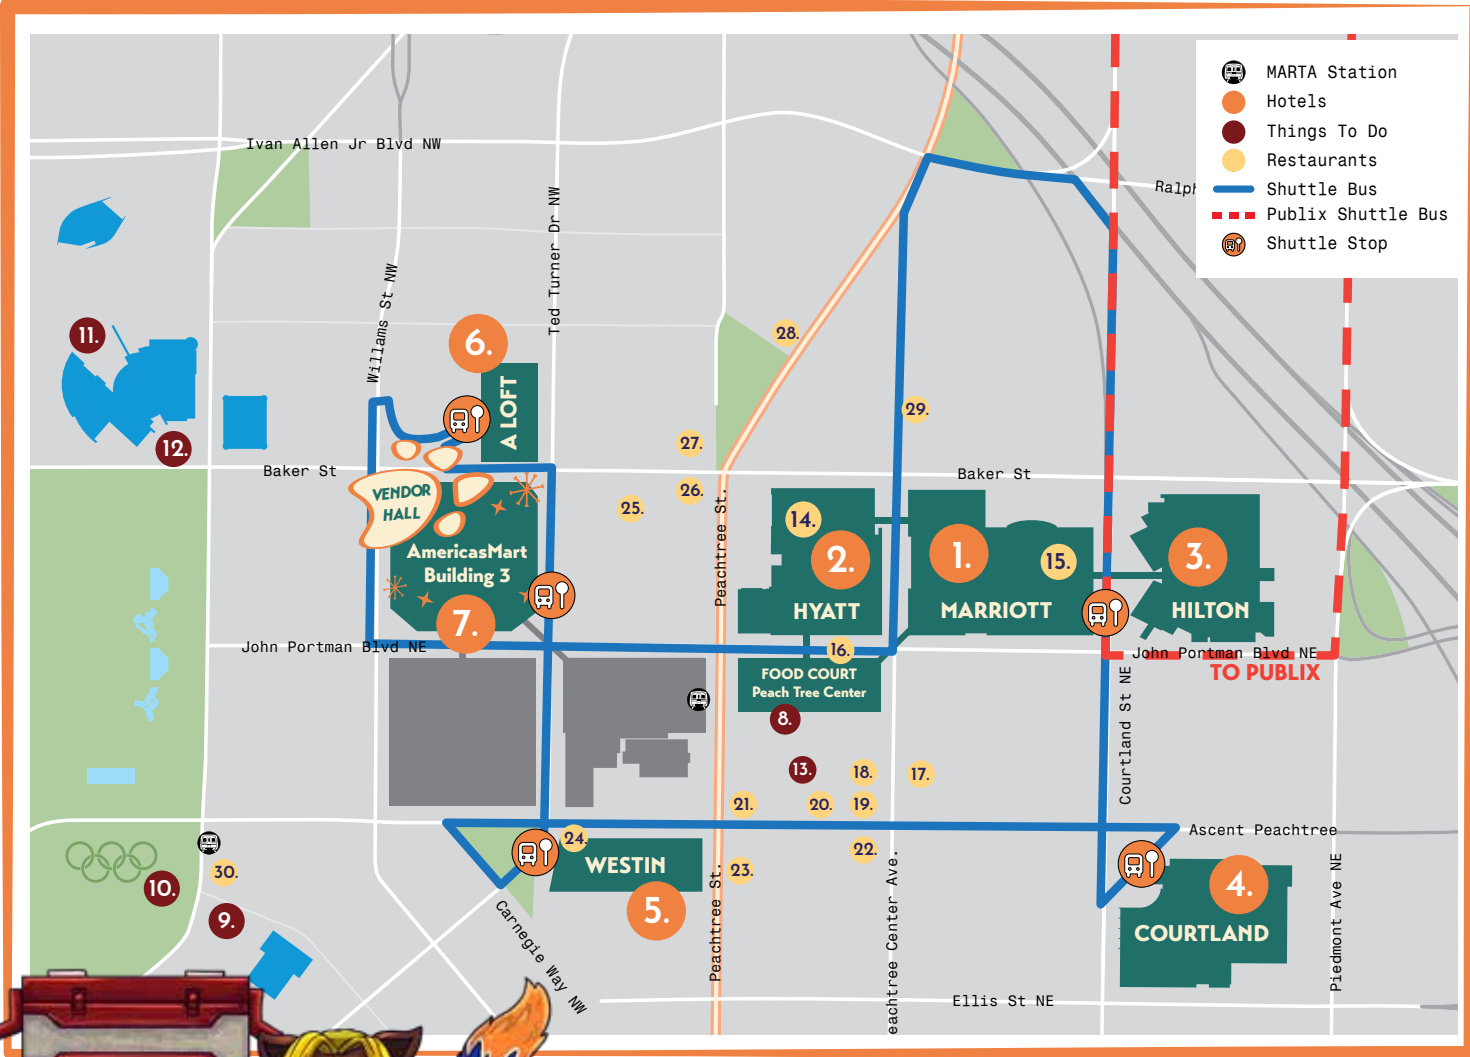 MARTA Station
Hotels
Things To Do
Restaurants
Shuttle Bus
Publix Shuttle Bus
Shuttle Stop
Ivan Allen Jr Blvd NW
Ralph
Ted Turner Dr NW
Willams St NW
11.
12.
6.
A LOFT
28.
29.
27.
26.
25.
Baker St
Baker St
VENDOR
HALL
AmericasMart
Building 3
7.
Peachtree St.
14.
2.
HYATT
1.
15.
MARRIOTT
3.
HILTON
John Portman Blvd NE
16.
John Portman Blvd NE
TO PUBLIX
FOOD COURT
Peach Tree Center
8.
13.
18.
17.
21.
20.
19.
Courtland St NE
Ascent Peachtree
24.
WESTIN
5.
22.
23.
Peachtree St.
eachtree Center Ave.
30.
10.
9.
Carnegie Way NW
4.
COURTLAND
Piedmont Ave NE
Ellis St NE